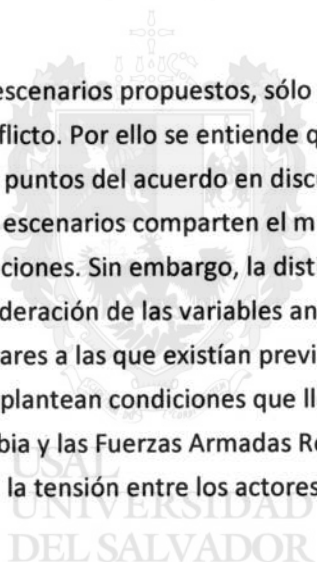 escenarios propuestos, sólo
flicto. Por ello se entiende q
puntos del acuerdo en disc
escenarios comparten el m
ciones. Sin embargo, la dist
deración de las variables an
ares a las que existían previ
plantean condiciones que ll
bia y las Fuerzas Armadas R
la tensión entre los actores
USAL
UNIVERSIDAD
DEL SALVADOR